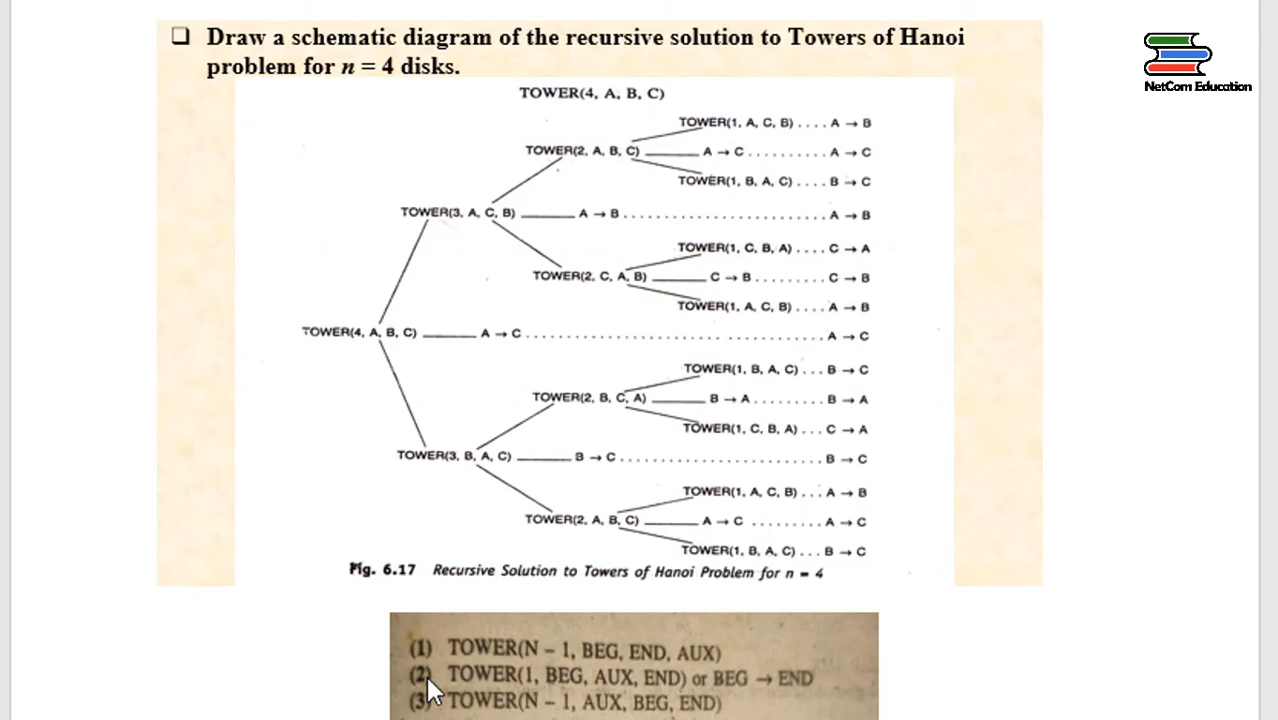 ❑ Draw a schematic diagram of the recursive solution to Towers of Hanoi
problem for n = 4 disks.
NetCom Education
TOWER(4, A, B, C)
TOWER(1, A, C, B) .... A → B
TOWER(2, A, B, C) A → C .......... A → C
TOWER(1, B, A, C) .... B → C
TOWER(3, A, C, B) A → B ............................ A → B
TOWER(1, C, B, A) .... C → A
TOWER(2, C, A, B) C → B ......... C → B
TOWER(1, A, C, B) .... A → B
TOWER(4, A, B, C) A → C ........................................ A → C
TOWER(1, B, A, C) ... B → C
TOWER(2, B, C, A) B → A ......... B → A
TOWER(1, C, B, A) ... C → A
TOWER(3, B, A, C) B → C ............................ B → C
TOWER(1, A, C, B) ... A → B
TOWER(2, A, B, C) A → C ......... A → C
TOWER(1, B, A, C) ... B → C
Fig. 6.17 Recursive Solution to Towers of Hanoi Problem for n = 4
(1) TOWER(N – 1, BEG, END, AUX)
(2) TOWER(1, BEG, AUX, END) or BEG → END
(3) TOWER(N – 1, AUX, BEG, END)